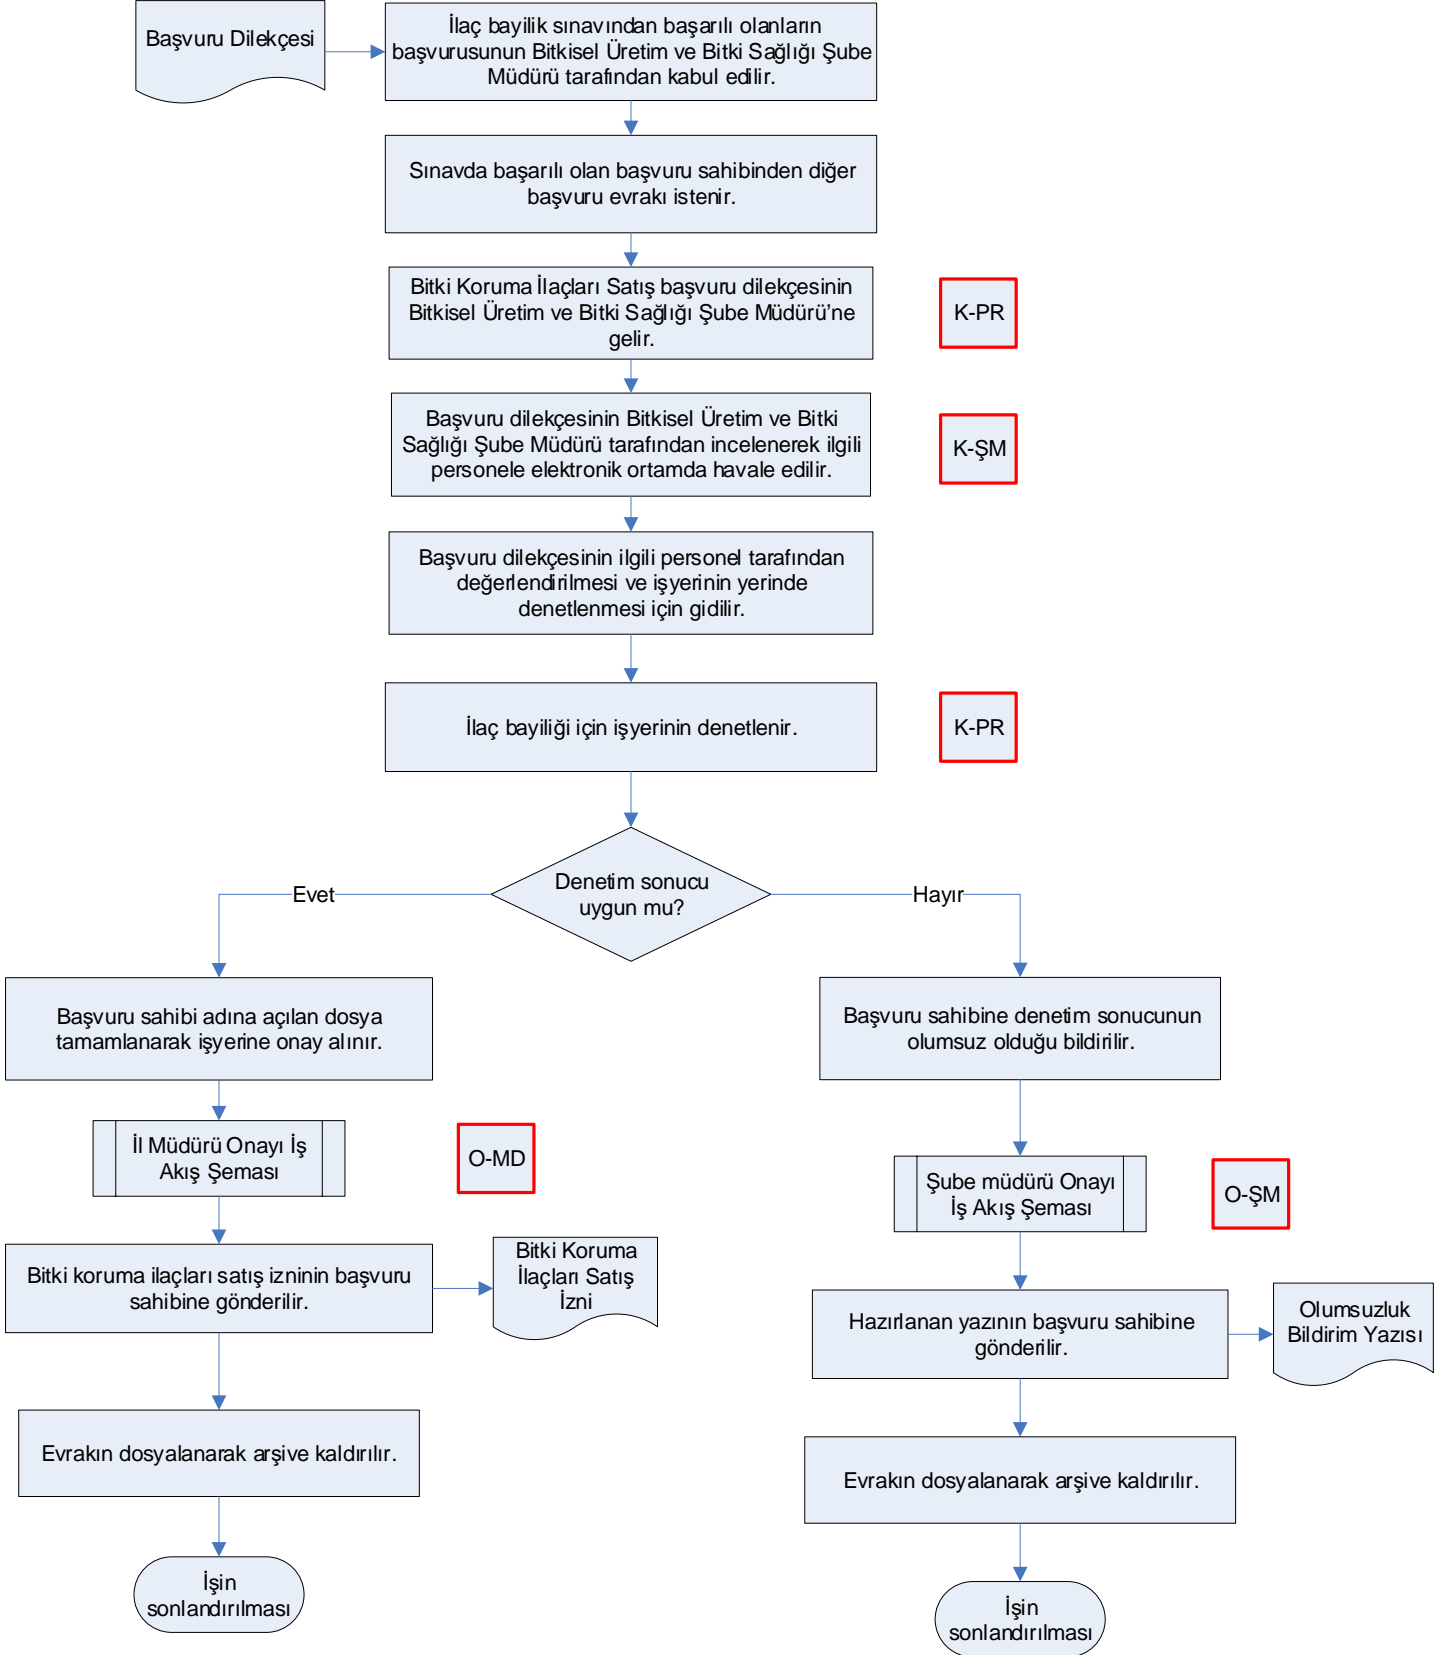 Başvuru Dilekçesi
İlaç bayilik sınavından başarılı olanların
başvurusunun Bitkisel Üretim ve Bitki Sağlığı Şube
Müdürü tarafından kabul edilir.
Sınavda başarılı olan başvuru sahibinden diğer
başvuru evrakı istenir.
Bitki Koruma İlaçları Satış başvuru dilekçesinin
Bitkisel Üretim ve Bitki Sağlığı Şube Müdürü’ne
gelir.
K-PR
Başvuru dilekçesinin Bitkisel Üretim ve Bitki
Sağlığı Şube Müdürü tarafından incelenerek ilgili
personele elektronik ortamda havale edilir.
K-ŞM
Başvuru dilekçesinin ilgili personel tarafından
değerlendirilmesi ve işyerinin yerinde
denetlenmesi için gidilir.
İlaç bayiliği için işyerinin denetlenir.
K-PR
Denetim sonucu
uygun mu?
Evet
Hayır
Başvuru sahibi adına açılan dosya
tamamlanarak işyerine onay alınır.
Başvuru sahibine denetim sonucunun
olumsuz olduğu bildirilir.
İl Müdürü Onayı İş
Akış Şeması
O-MD
Şube müdürü Onayı
İş Akış Şeması
O-ŞM
Bitki koruma ilaçları satış izninin başvuru
sahibine gönderilir.
Bitki Koruma
İlaçları Satış
İzni
Hazırlanan yazının başvuru sahibine
gönderilir.
Olumsuzluk
Bildirim Yazısı
Evrakın dosyalanarak arşive kaldırılır.
Evrakın dosyalanarak arşive kaldırılır.
İşin
sonlandırılması
İşin
sonlandırılması